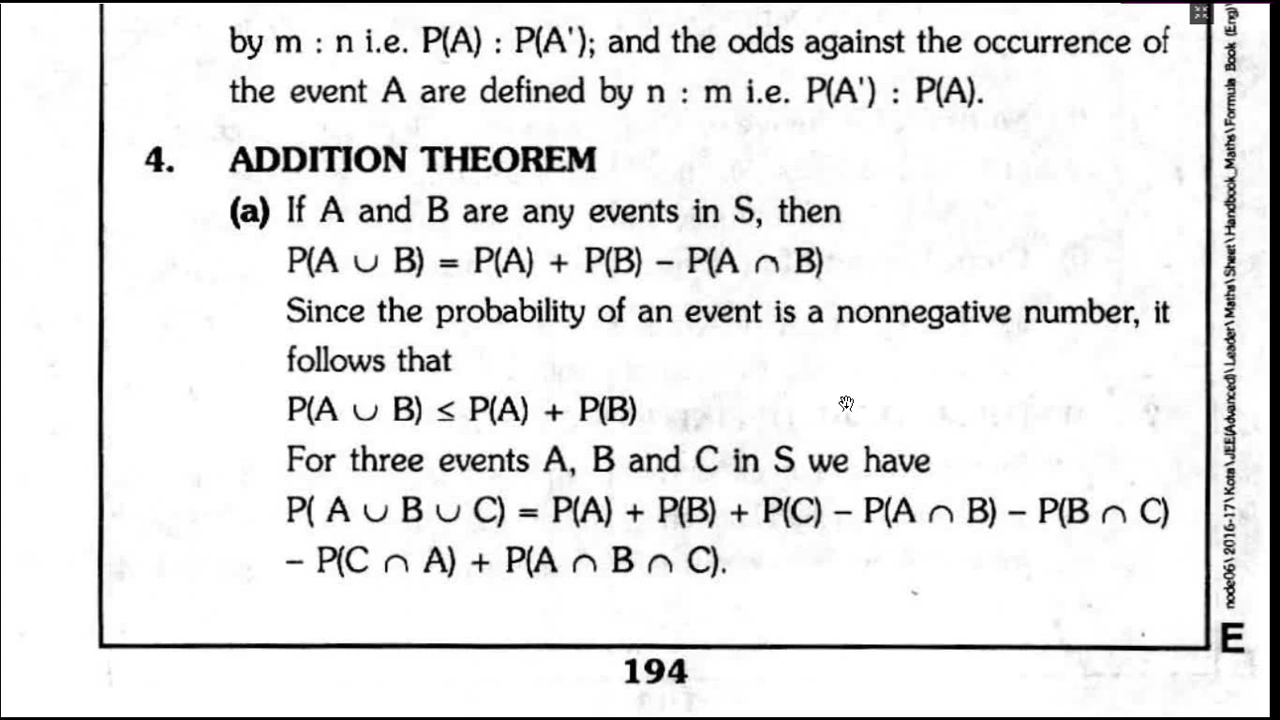 by m : n i.e. P(A) : P(A'); and the odds against the occurrence of
the event A are defined by n : m i.e. P(A') : P(A).
4. ADDITION THEOREM
(a) If A and B are any events in S, then
P(A ∪ B) = P(A) + P(B) – P(A ∩ B)
Since the probability of an event is a nonnegative number, it
follows that
P(A ∪ B) ≤ P(A) + P(B)
For three events A, B and C in S we have
P( A ∪ B ∪ C) = P(A) + P(B) + P(C) – P(A ∩ B) – P(B ∩ C)
– P(C ∩ A) + P(A ∩ B ∩ C).
194
E
node06\2016-17\Kota\JEE(Advanced)\Leader\Maths\Sheet\Handbook_Maths\Formula Book (Eng)\